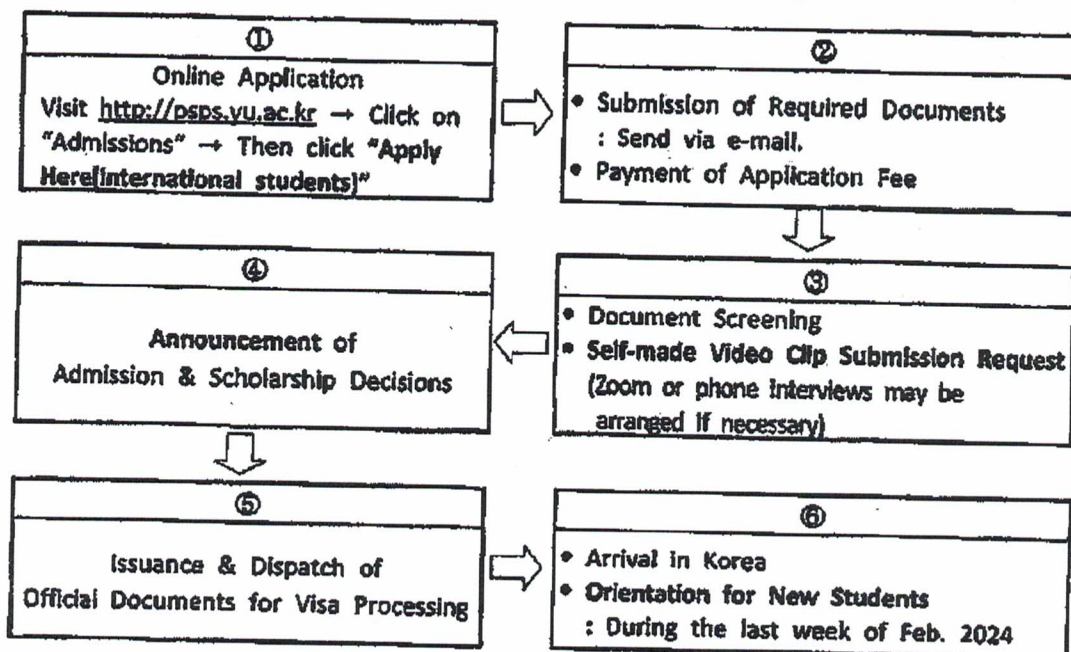 ①
Online Application
Visit http://psps.yu.ac.kr → Click on
"Admissions" → Then click "Apply
Here[International students]"
②
• Submission of Required Documents
: Send via e-mail.
• Payment of Application Fee
③
• Document Screening
• Self-made Video Clip Submission Request
(Zoom or phone interviews may be
arranged if necessary)
④
Announcement of
Admission & Scholarship Decisions
⑤
Issuance & Dispatch of
Official Documents for Visa Processing
⑥
• Arrival in Korea
• Orientation for New Students
: During the last week of Feb. 2024